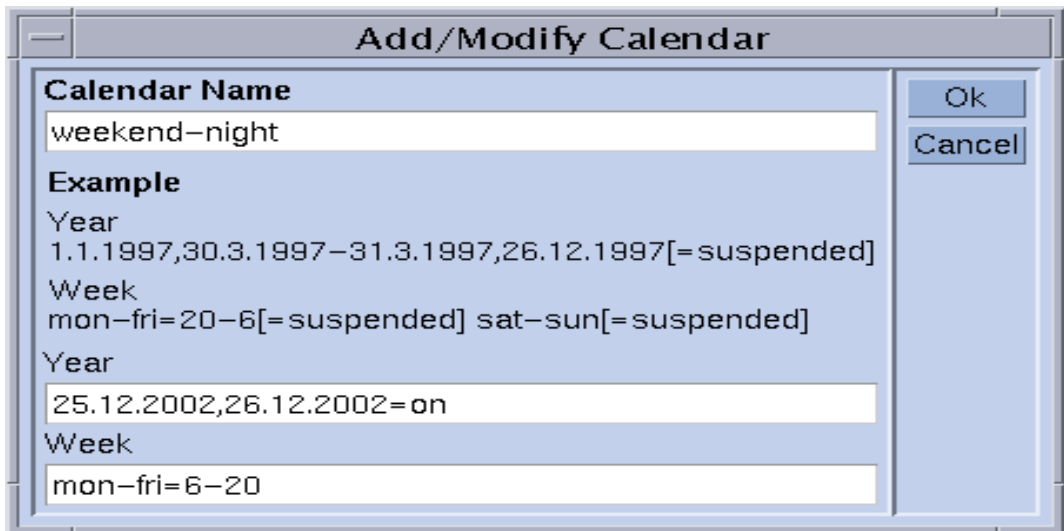 Add/Modify Calendar
Calendar Name
weekend-night
Example
Year
1.1.1997,30.3.1997-31.3.1997,26.12.1997[=suspended]
Week
mon-fri=20-6[=suspended] sat-sun[=suspended]
Year
25.12.2002,26.12.2002=on
Week
mon-fri=6-20
Ok
Cancel